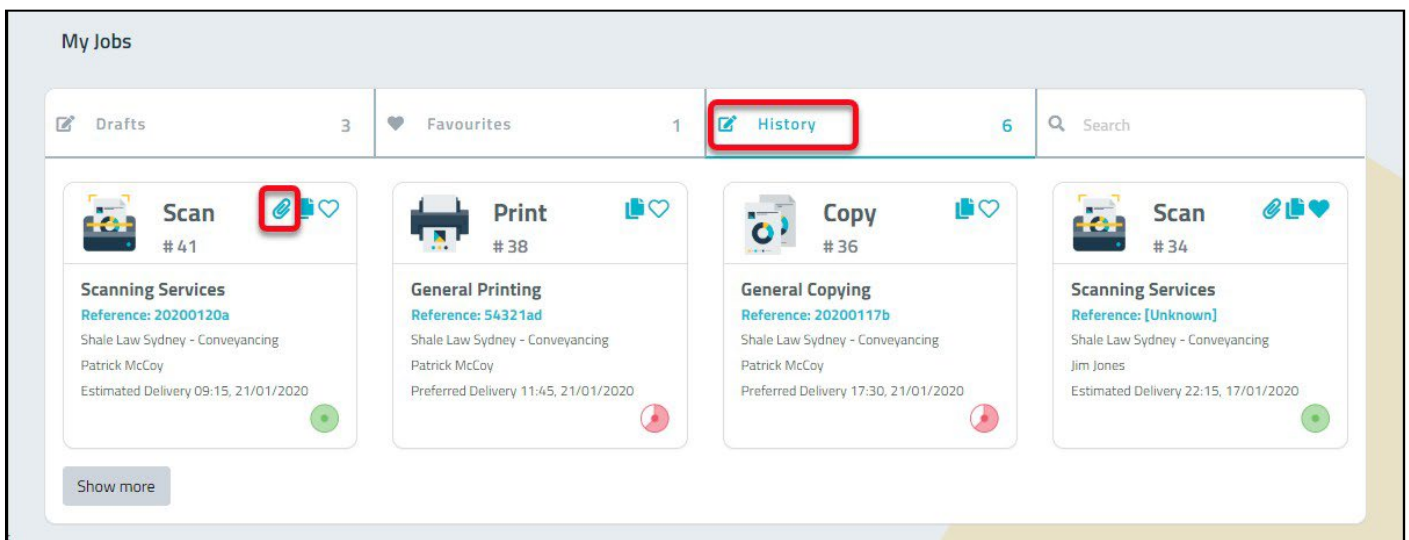 My Jobs
Drafts 3
Favourites 1
History 6
Search
Scan
# 41
Scanning Services
Reference: 20200120a
Shale Law Sydney - Conveyancing
Patrick McCoy
Estimated Delivery 09:15, 21/01/2020
Print
# 38
General Printing
Reference: 54321ad
Shale Law Sydney - Conveyancing
Patrick McCoy
Preferred Delivery 11:45, 21/01/2020
Copy
# 36
General Copying
Reference: 20200117b
Shale Law Sydney - Conveyancing
Patrick McCoy
Preferred Delivery 17:30, 21/01/2020
Scan
# 34
Scanning Services
Reference: [Unknown]
Shale Law Sydney - Conveyancing
Jim Jones
Estimated Delivery 22:15, 17/01/2020
Show more